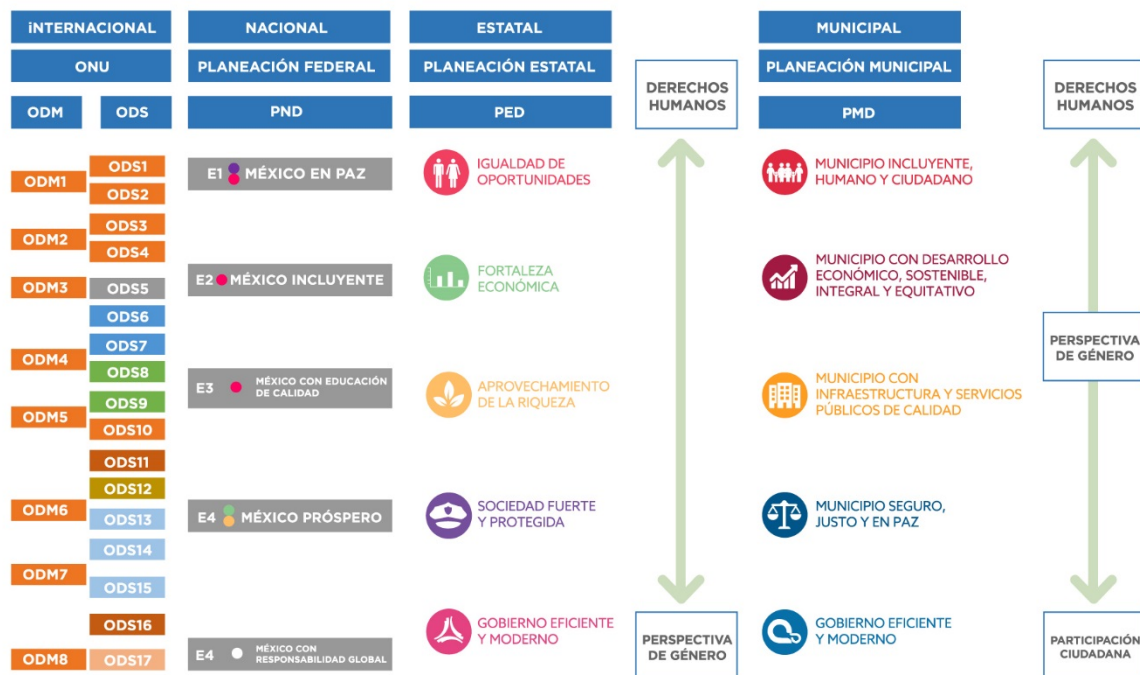 iNTERNACIONAL
NACIONAL
ESTATAL
MUNICIPAL
ONU
PLANEACIÓN FEDERAL
PLANEACIÓN ESTATAL
PLANEACIÓN MUNICIPAL
ODM
ODS
PND
PED
PMD
DERECHOS
HUMANOS
DERECHOS
HUMANOS
ODM1
ODM2
ODM3
ODM4
ODM5
ODM6
ODM7
ODM8
ODS1
ODS2
ODS3
ODS4
ODS5
ODS6
ODS7
ODS8
ODS9
ODS10
ODS11
ODS12
ODS13
ODS14
ODS15
ODS16
ODS17
E1 MÉXICO EN PAZ
E2 MÉXICO INCLUYENTE
E3 MÉXICO CON EDUCACIÓN
DE CALIDAD
E4 MÉXICO PRÓSPERO
E4 MÉXICO CON
RESPONSABILIDAD GLOBAL
IGUALDAD DE
OPORTUNIDADES
FORTALEZA
ECONÓMICA
APROVECHAMIENTO
DE LA RIQUEZA
SOCIEDAD FUERTE
Y PROTEGIDA
GOBIERNO EFICIENTE
Y MODERNO
PERSPECTIVA
DE GÉNERO
MUNICIPIO INCLUYENTE,
HUMANO Y CIUDADANO
MUNICIPIO CON DESARROLLO
ECONÓMICO, SOSTENIBLE,
INTEGRAL Y EQUITATIVO
MUNICIPIO CON
INFRAESTRUCTURA Y SERVICIOS
PÚBLICOS DE CALIDAD
MUNICIPIO SEGURO,
JUSTO Y EN PAZ
GOBIERNO EFICIENTE
Y MODERNO
PERSPECTIVA
DE GÉNERO
PARTICIPACIÓN
CIUDADANA